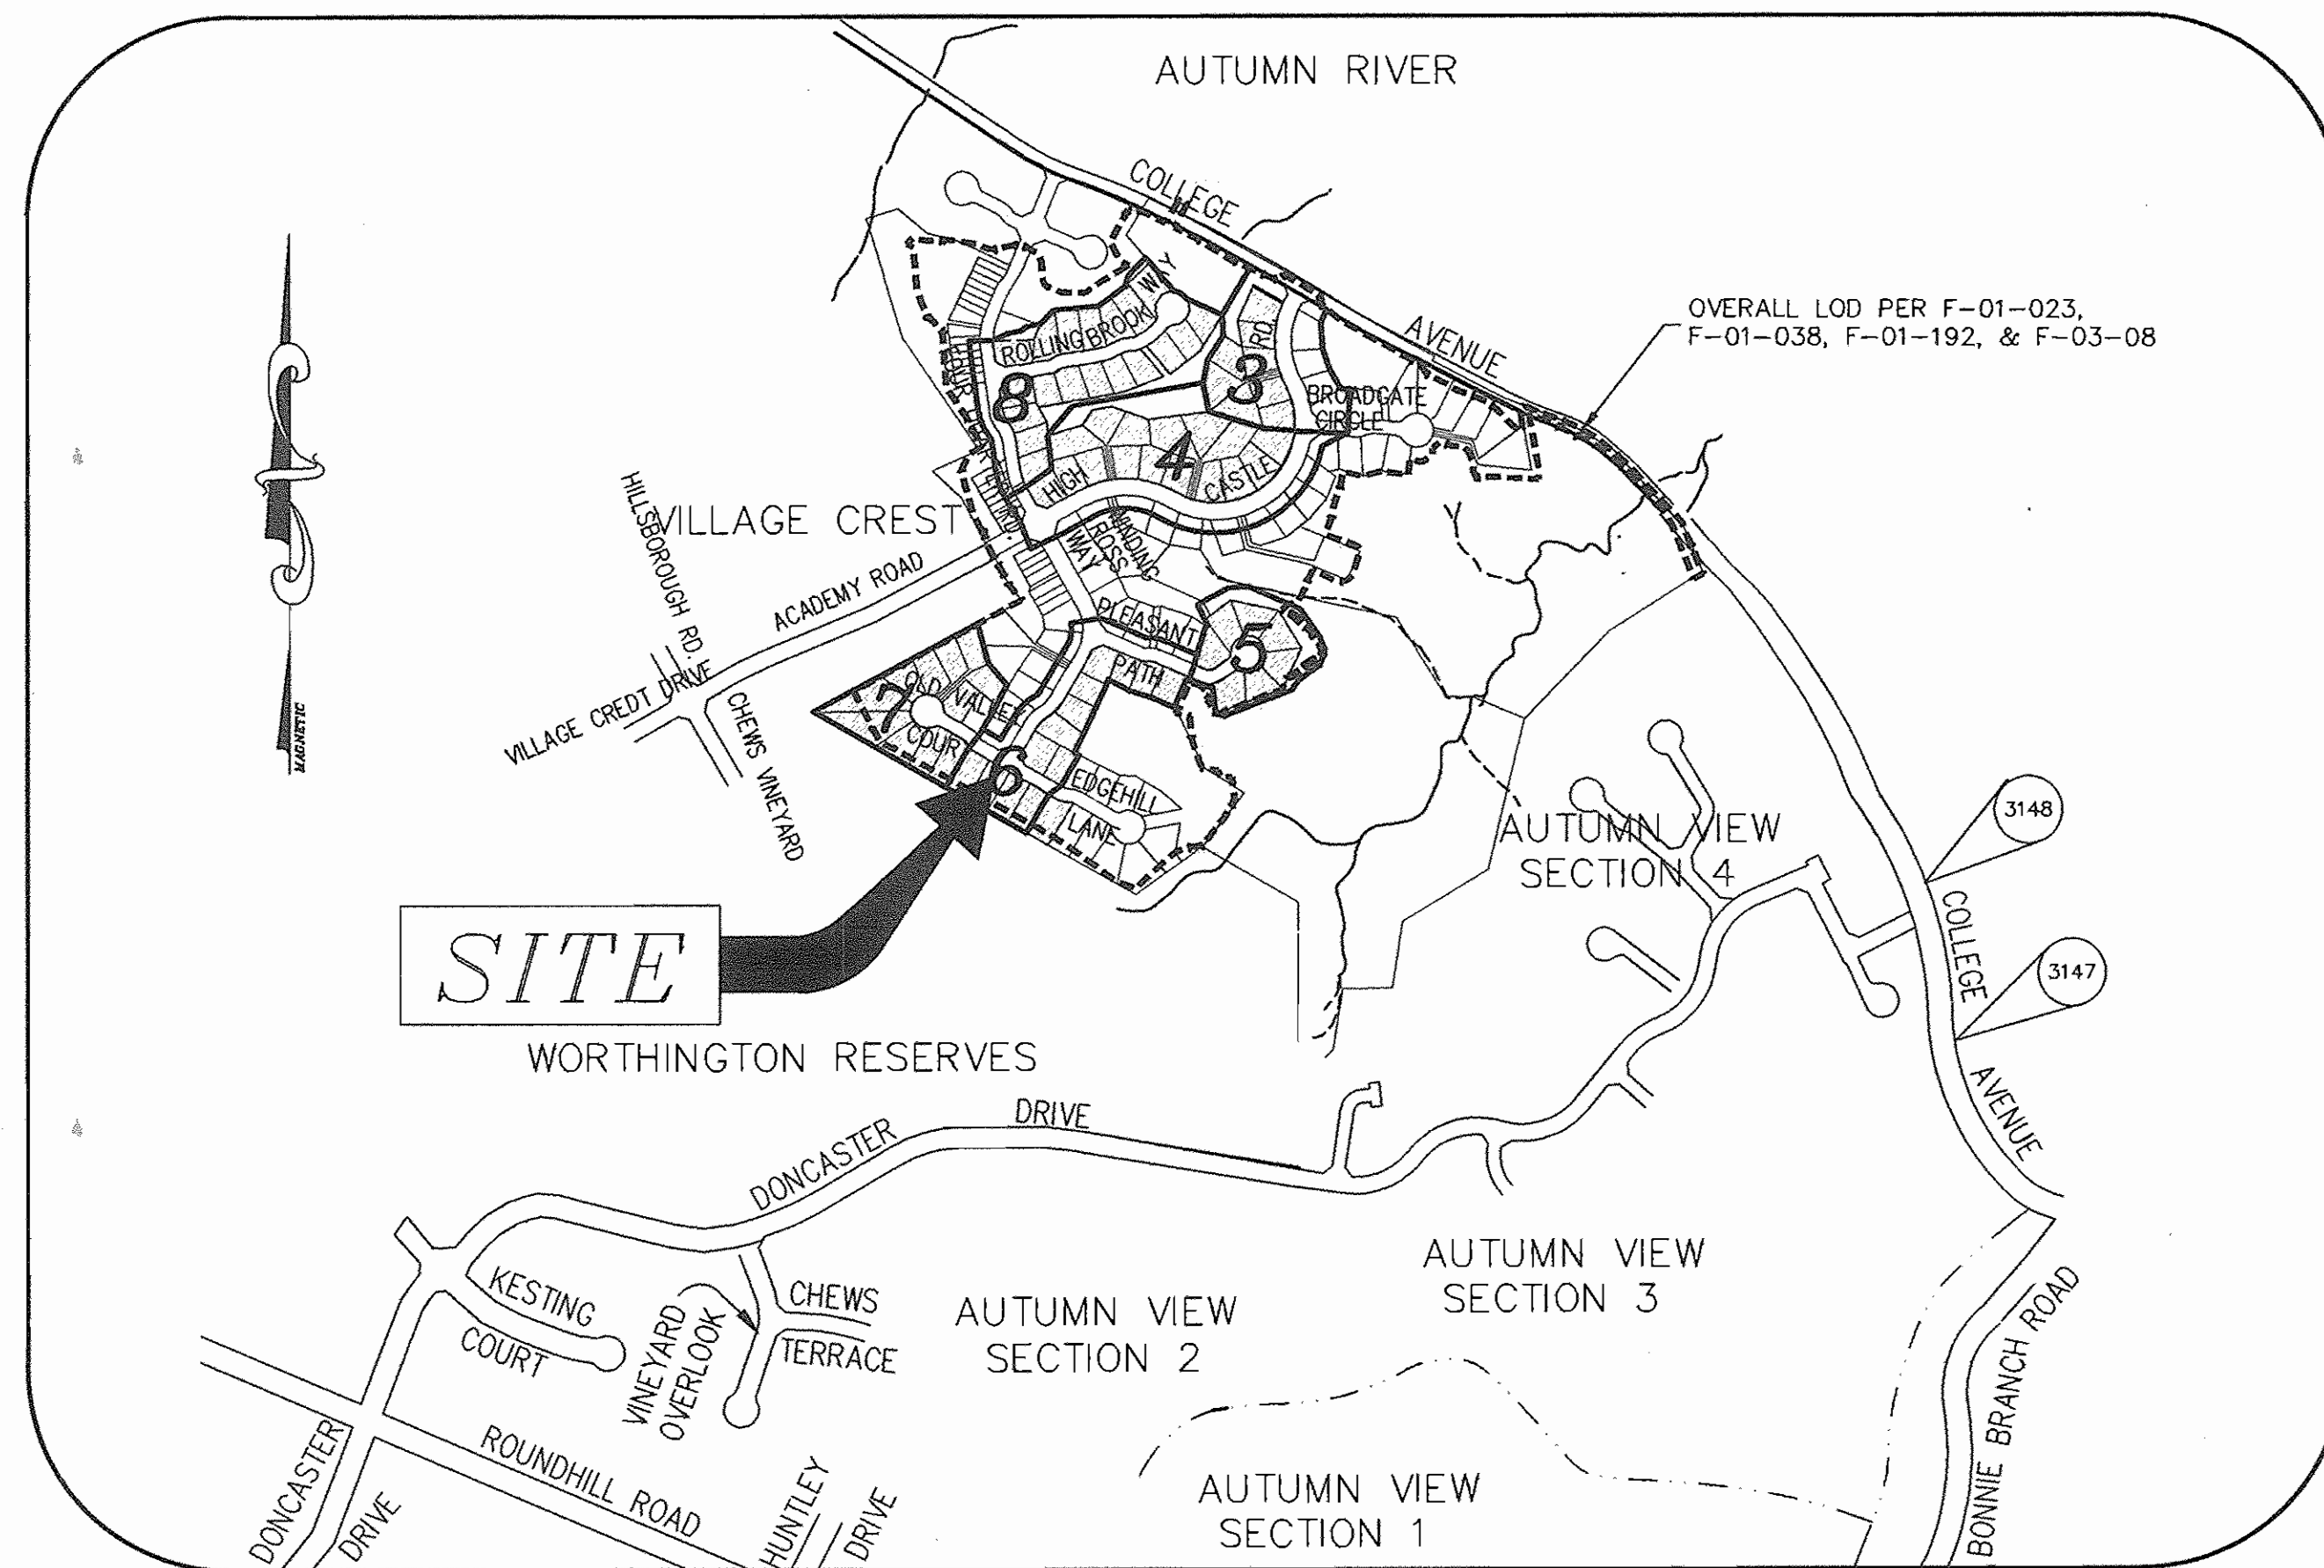 AUTUMN RIVER
COLLEGE
AVENUE
OVERALL LOD PER F-01-023,
F-01-038, F-01-192, & F-03-08
ROLLING BROOK WAY
RD.
3
8
BROADGATE
CIRCLE
4
HIGH
CASTLE
VILLAGE CREST
HILLSBOROUGH RD.
ACADEMY ROAD
WINDING
ROSS
WAY
PLEASANT
PATH
5
VILLAGE CREDT DRIVE
CHEWS VINEYARD
MAGNETIC
7
OLD VALLEY
COUR
6
EDGEHILL
LANE
SITE
AUTUMN VIEW
SECTION 4
3148
COLLEGE
3147
AVENUE
WORTHINGTON RESERVES
DONCASTER
DRIVE
KESTING
COURT
VINEYARD
OVERLOOK
CHEWS
TERRACE
AUTUMN VIEW
SECTION 2
AUTUMN VIEW
SECTION 3
BONNIE BRANCH ROAD
ROUNDHILL ROAD
DONCASTER
DRIVE
HUNTLEY
DRIVE
AUTUMN VIEW
SECTION 1